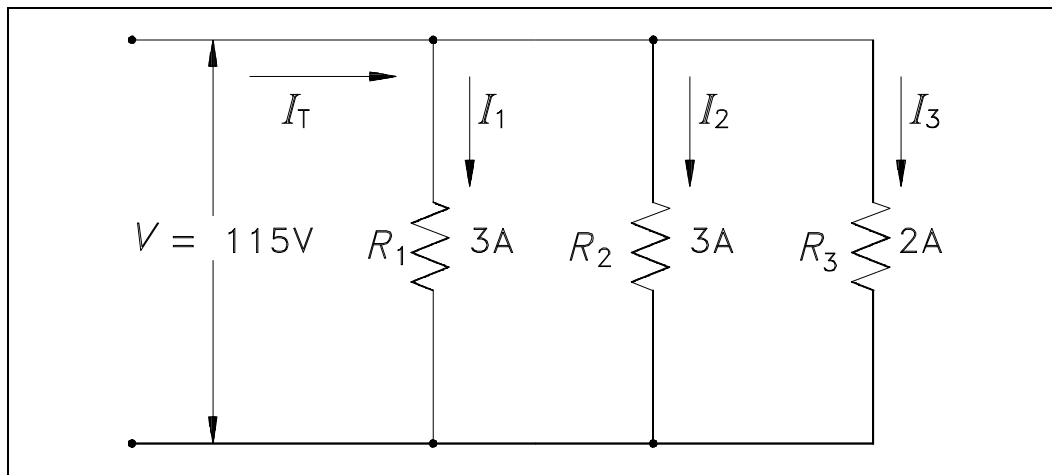 I_T I_1 I_2 I_3
V = 115V R_1 3A R_2 3A R_3 2A